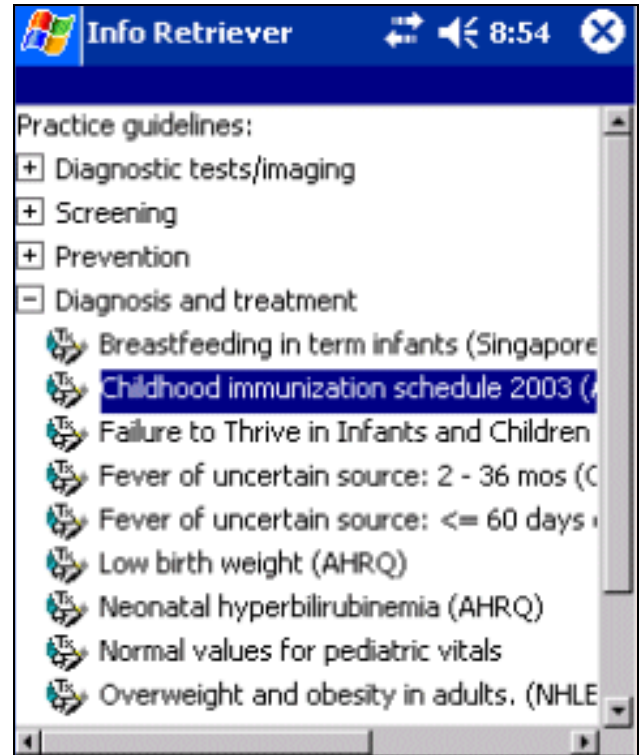 Info Retriever 8:54
Practice guidelines:
Diagnostic tests/imaging
Screening
Prevention
Diagnosis and treatment
Breastfeeding in term infants (Singapore
Childhood immunization schedule 2003 (
Failure to Thrive in Infants and Children
Fever of uncertain source: 2 - 36 mos (C
Fever of uncertain source: <= 60 days
Low birth weight (AHRQ)
Neonatal hyperbilirubinemia (AHRQ)
Normal values for pediatric vitals
Overweight and obesity in adults. (NHLB